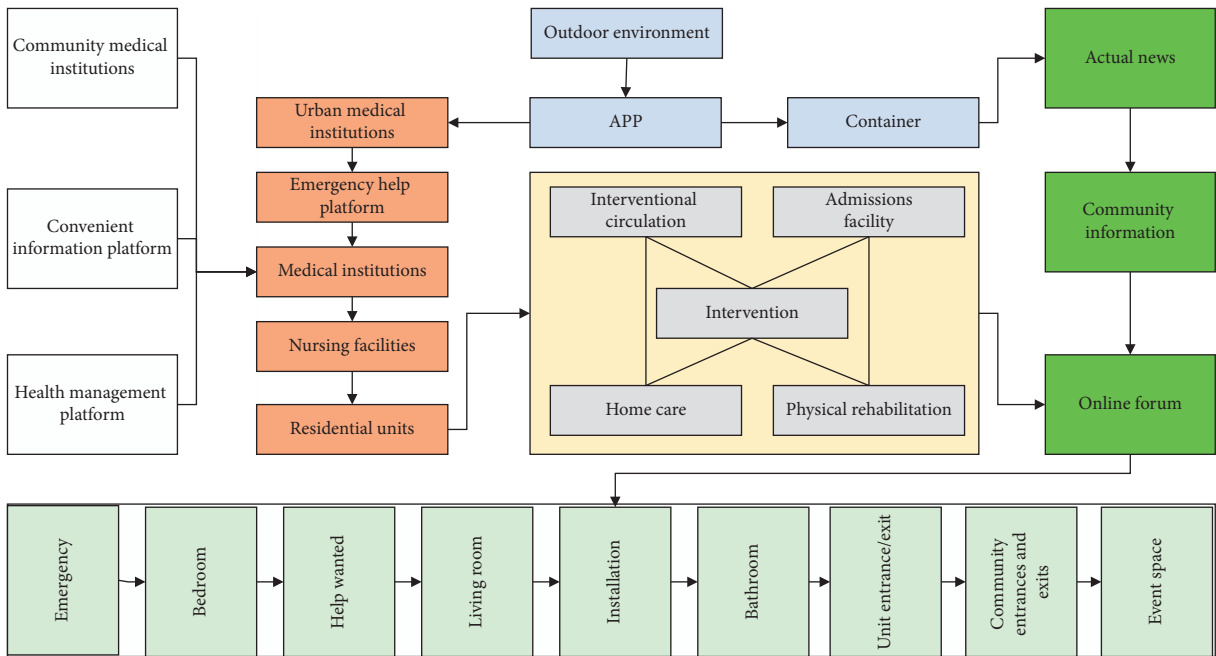 Community medical
institutions
Outdoor environment
Actual news
Urban medical
institutions
APP
Container
Convenient
information platform
Emergency help
platform
Interventional
circulation
Admissions
facility
Community
information
Medical institutions
Intervention
Nursing facilities
Health management
platform
Residential units
Home care
Physical rehabilitation
Online forum
Emergency
Bedroom
Help wanted
Living room
Installation
Bathroom
Unit entrance/exit
Community
entrances and
exits
Event space